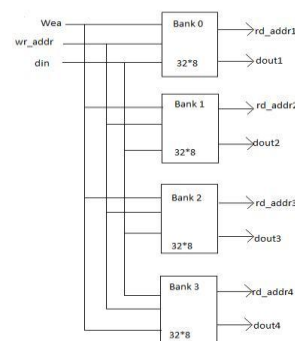 Wea
wr_addr
din
Bank 0
32*8
rd_addr1
dout1
Bank 1
32*8
rd_addr2
dout2
Bank 2
32*8
rd_addr3
dout3
Bank 3
32*8
rd_addr4
dout4